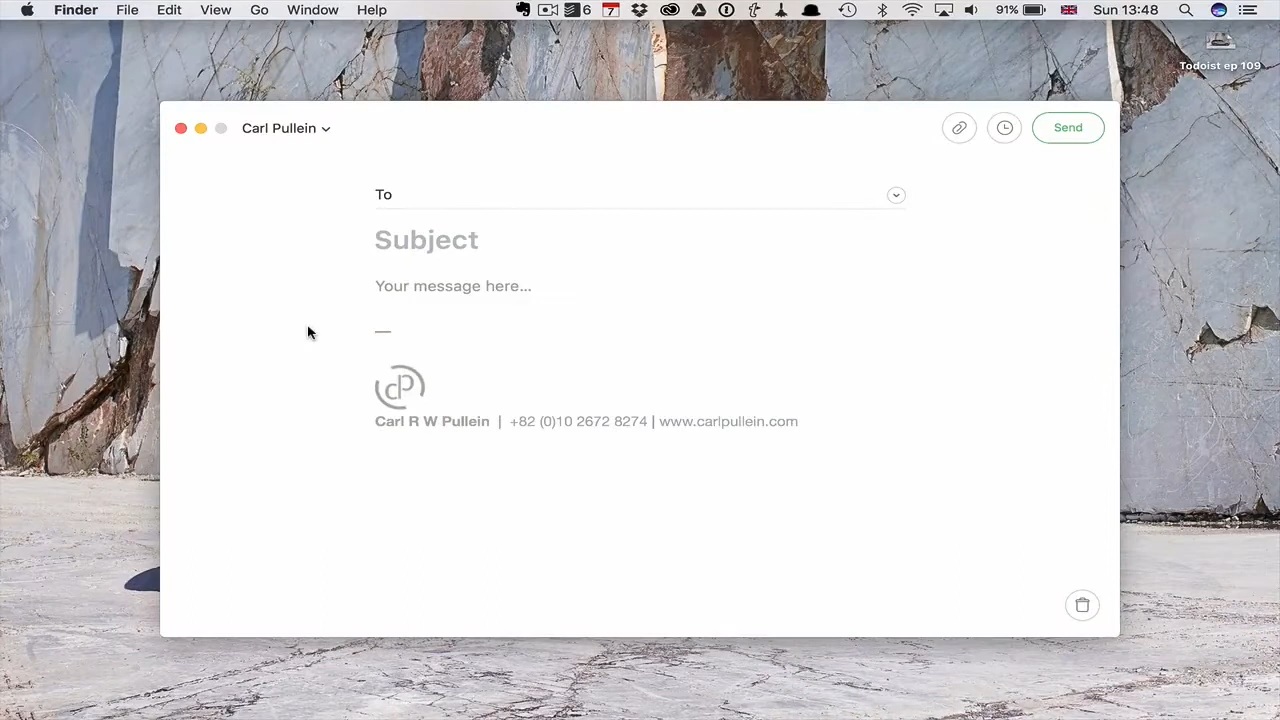 Finder File Edit View Go Window Help 6 7 91% Sun 13:48
Todoist ep 109
Carl Pullein
Send
To
Subject
Your message here...
—
cP
Carl R W Pullein | +82 (0)10 2672 8274 | www.carlpullein.com